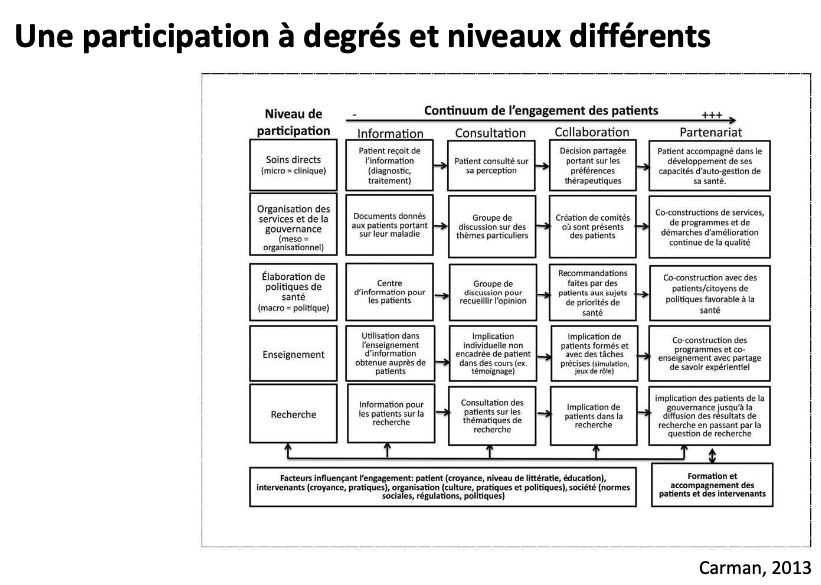 Une participation à degrés et niveaux différents
Niveau de
participation
-
Continuum de l'engagement des patients
+++
Information
Consultation
Collaboration
Partenariat
Soins directs
(micro = clinique)
Patient reçoit de
l'information
(diagnostic,
traitement)
Patient consulté sur
sa perception
Décision partagée
portant sur les
préférences
thérapeutiques
Patient accompagné dans le
développement de ses
capacités d'auto-gestion de
sa santé.
Organisation des
services et de la
gouvernance
(meso =
organisationnel)
Documents donnés
aux patients portant
sur leur maladie
Groupe de
discussion sur des
thèmes particuliers
Création de comités
où sont présents
des patients
Co-constructions de services,
de programmes et de
démarches d'amélioration
continue de la qualité
Élaboration de
politiques de
santé
(macro = politique)
Centre
d'information pour
les patients
Groupe de
discussion pour
recueillir l'opinion
Recommandations
faites par des
patients aux sujets
de priorités de
santé
Co-construction avec des
patients/citoyens de
politiques favorable à la
santé
Enseignement
Utilisation dans
l'enseignement
d'information
obtenue auprès de
patients
Implication
individuelle non
encadrée de patient
dans des cours (ex.
témoignage)
Implication de
patients formés et
avec des tâches
précises (simulation,
jeux de rôle)
Co-construction des
programmes et co-
enseignement avec partage
de savoir expérientiel
Recherche
Information pour
les patients sur la
recherche
Consultation des
patients sur les
thématiques de
recherche
Implication de
patients dans la
recherche
implication des patients de la
gouvernance jusqu'à la
diffusion des résultats de
recherche en passant par la
question de recherche
Facteurs influençant l'engagement: patient (croyance, niveau de littératie, éducation),
intervenants (croyance, pratiques), organisation (culture, pratiques et politiques), société (normes
sociales, régulations, politiques)
Formation et
accompagnement des
patients et des intervenants
Carman, 2013